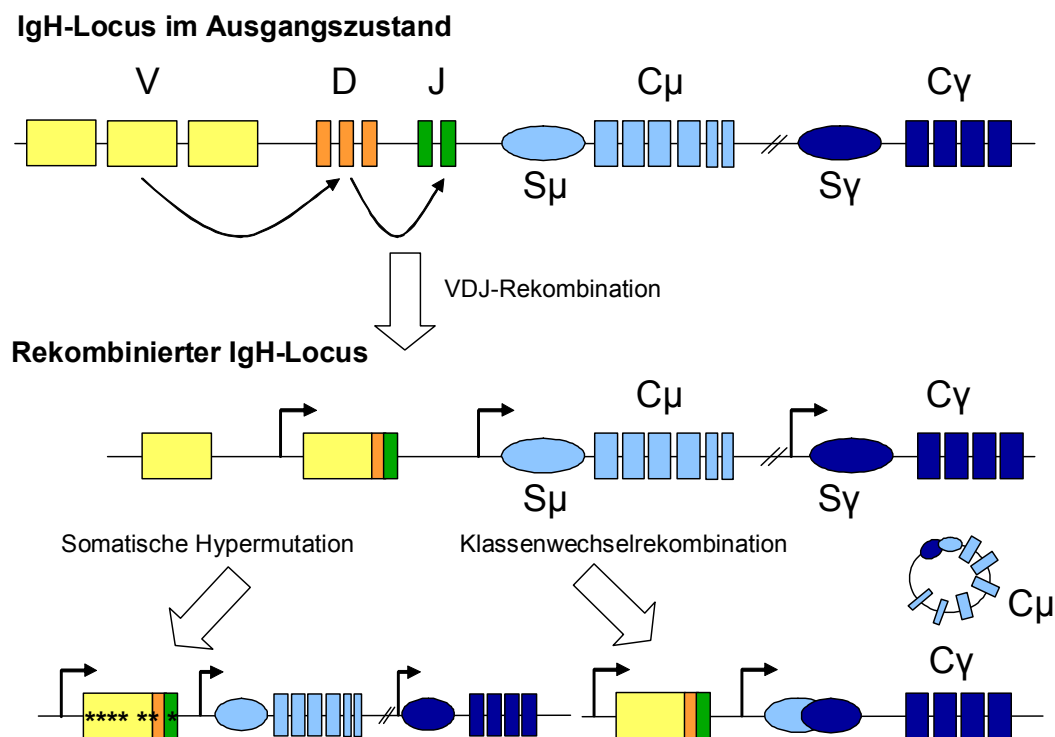 IgH-Locus im Ausgangszustand
V D J Cµ Cγ
Sµ Sγ
VDJ-Rekombination
Rekombinierter IgH-Locus
Cµ Cγ
Sµ Sγ
Somatische Hypermutation Klassenwechselrekombination
Cµ
Cγ
**** ** *